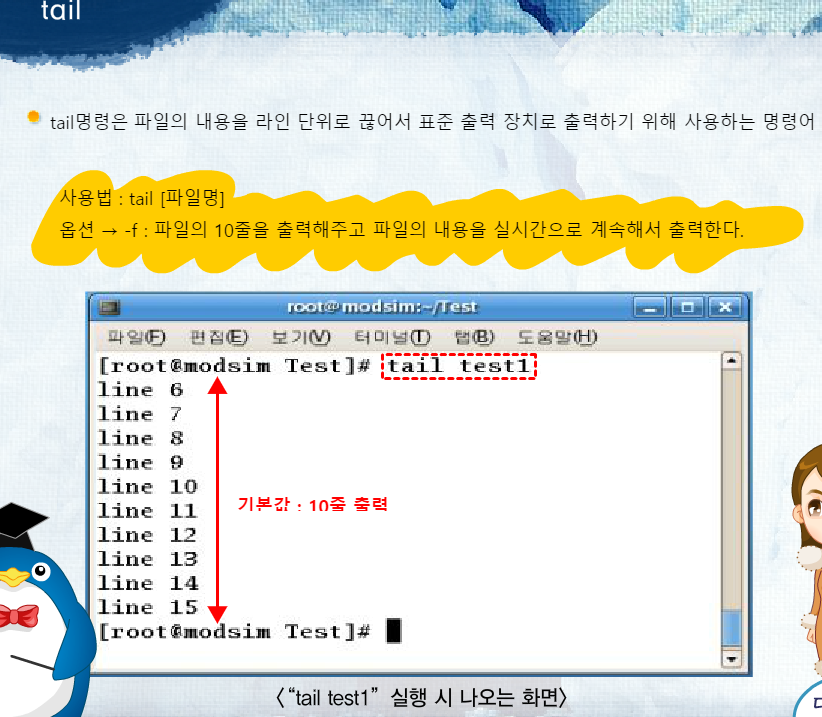 tail
tail명령은 파일의 내용을 라인 단위로 끊어서 표준 출력 장치로 출력하기 위해 사용하는 명령어
사용법 : tail [파일명]
옵션 → -f : 파일의 10줄을 출력해주고 파일의 내용을 실시간으로 계속해서 출력한다.
root@modsim:~/Test
파일(F) 편집(E) 보기(V) 터미널(T) 탭(B) 도움말(H)
[root@modsim Test]# tail test1
line 6
line 7
line 8
line 9
line 10
line 11
기본값 : 10줄 출력
line 12
line 13
line 14
line 15
[root@modsim Test]#
〈“tail test1” 실행 시 나오는 화면〉